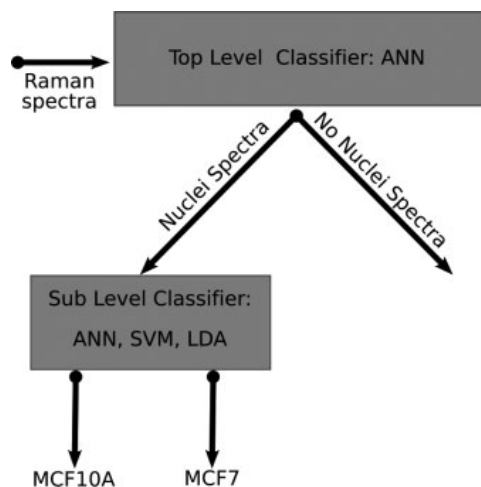 Top Level Classifier: ANN
Raman
spectra
Nuclei Spectra
No Nuclei Spectra
Sub Level Classifier:
ANN, SVM, LDA
MCF10A
MCF7